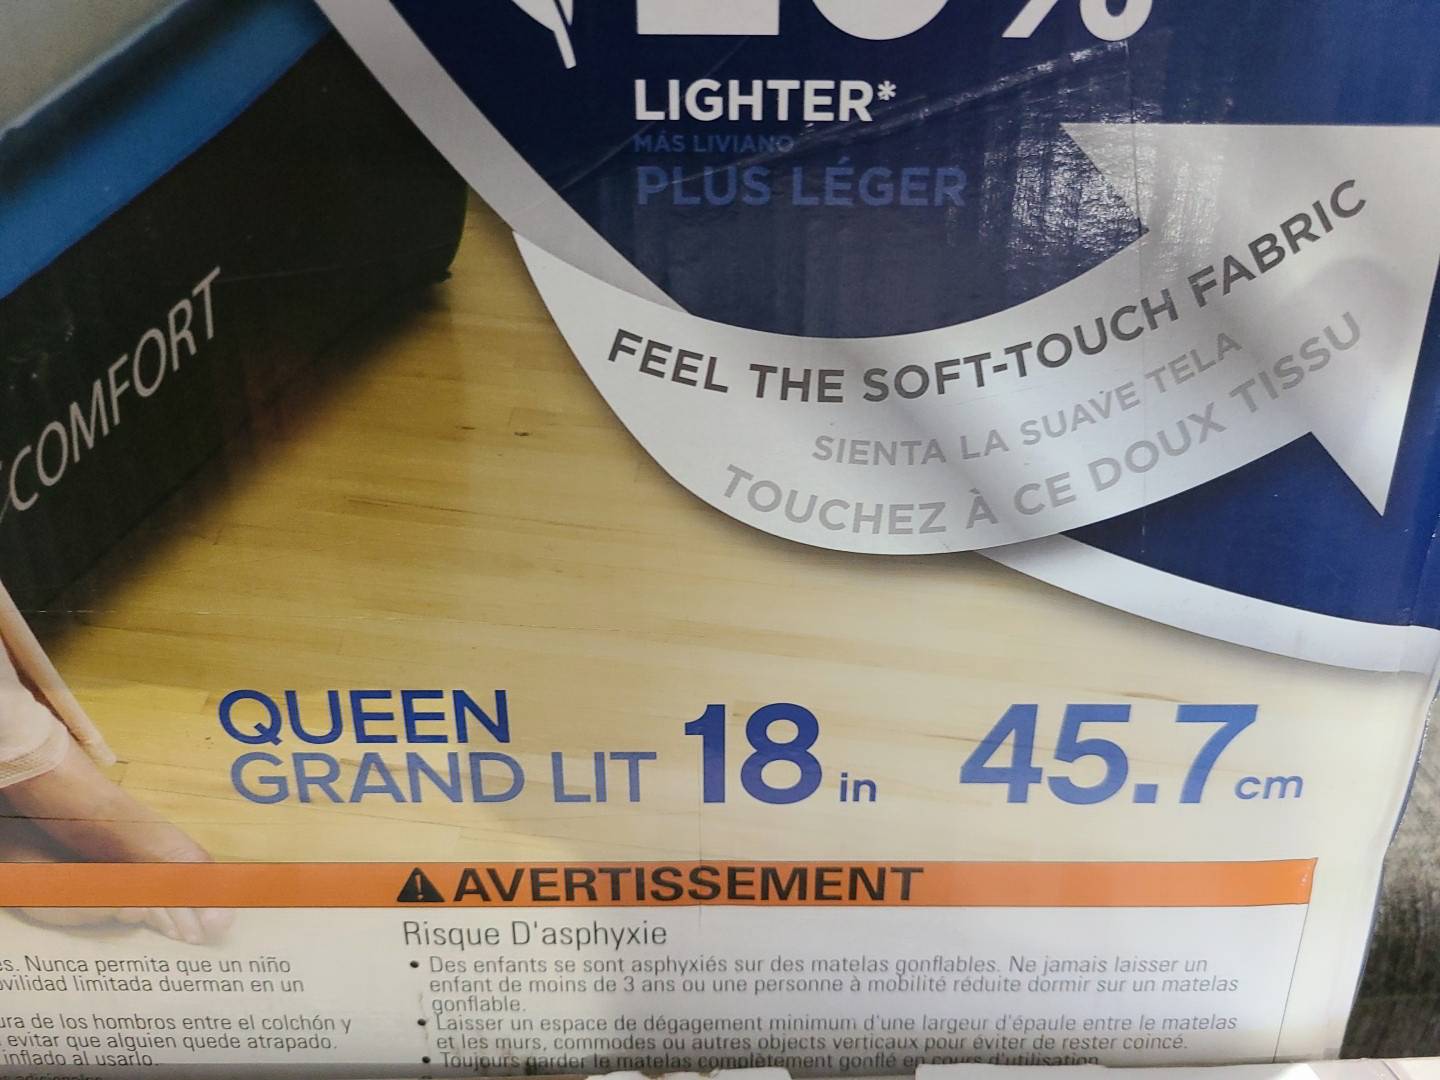 %
LIGHTER*
MÁS LIVIANO
PLUS LÉGER
FEEL THE SOFT-TOUCH FABRIC
SIENTA LA SUAVE TELA
TOUCHEZ À CE DOUX TISSU
COMFORT
QUEEN
GRAND LIT 18 in 45.7 cm
AVERTISSEMENT
Risque D'asphyxie
• Des enfants se sont asphyxiés sur des matelas gonflables. Ne jamais laisser un
enfant de moins de 3 ans ou une personne à mobilité réduite dormir sur un matelas
gonflable.
• Laisser un espace de dégagement minimum d'une largeur d'épaule entre le matelas
et les murs, commodes ou autres objects verticaux pour éviter de rester coincé.
• Toujours garder le matelas complètement gonflé en cours d'utilisation
es. Nunca permita que un niño
ovilidad limitada duerman en un
ura de los hombros entre el colchón y
evitar que alguien quede atrapado.
inflado al usarlo.